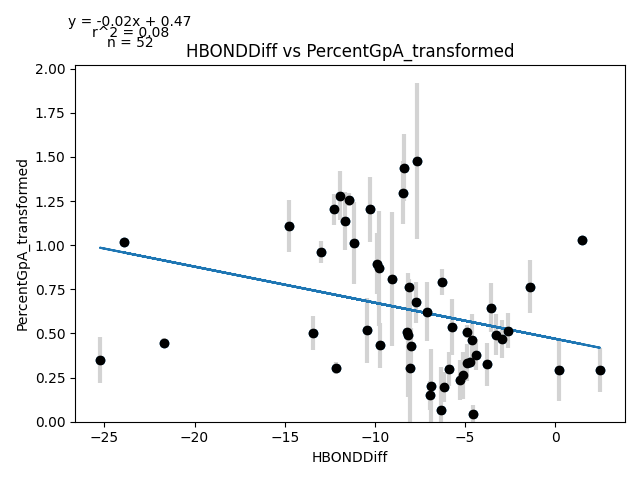 y = -0.02x + 0.47
r^2 = 0.08
n = 52
HBONDDiff vs PercentGpA_transformed
2.00
1.75
1.50
1.25
1.00
0.75
0.50
0.25
0.00
PercentGpA_transformed
−25
−20
−15
−10
−5
0
HBONDDiff